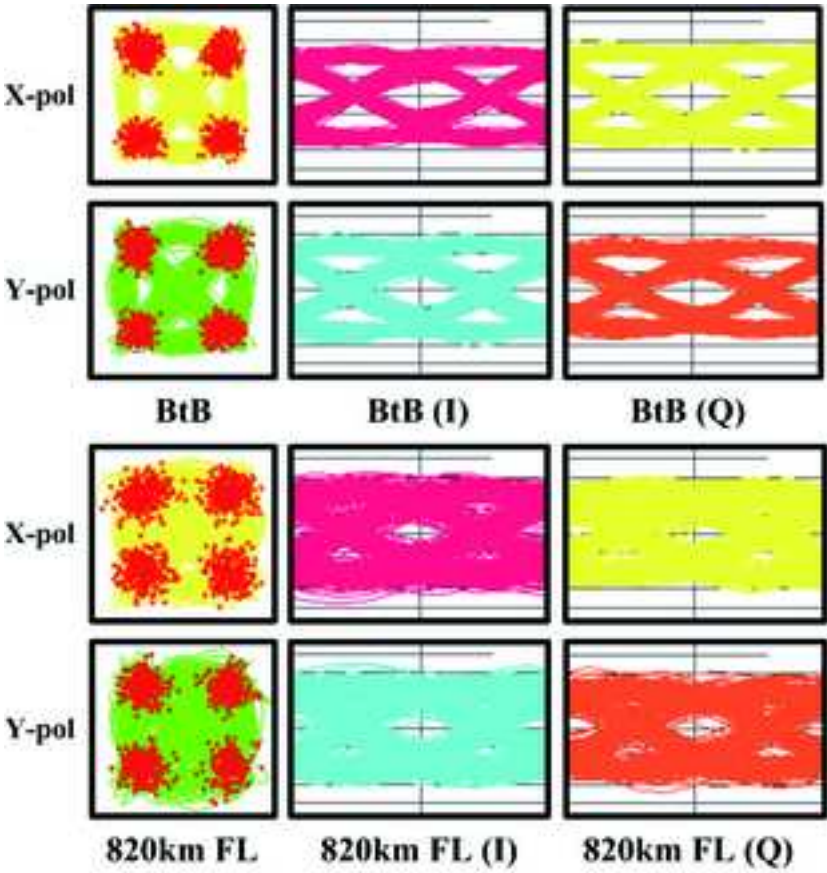 X-pol
Y-pol
BtB BtB (I) BtB (Q)
X-pol
Y-pol
820km FL 820km FL (I) 820km FL (Q)